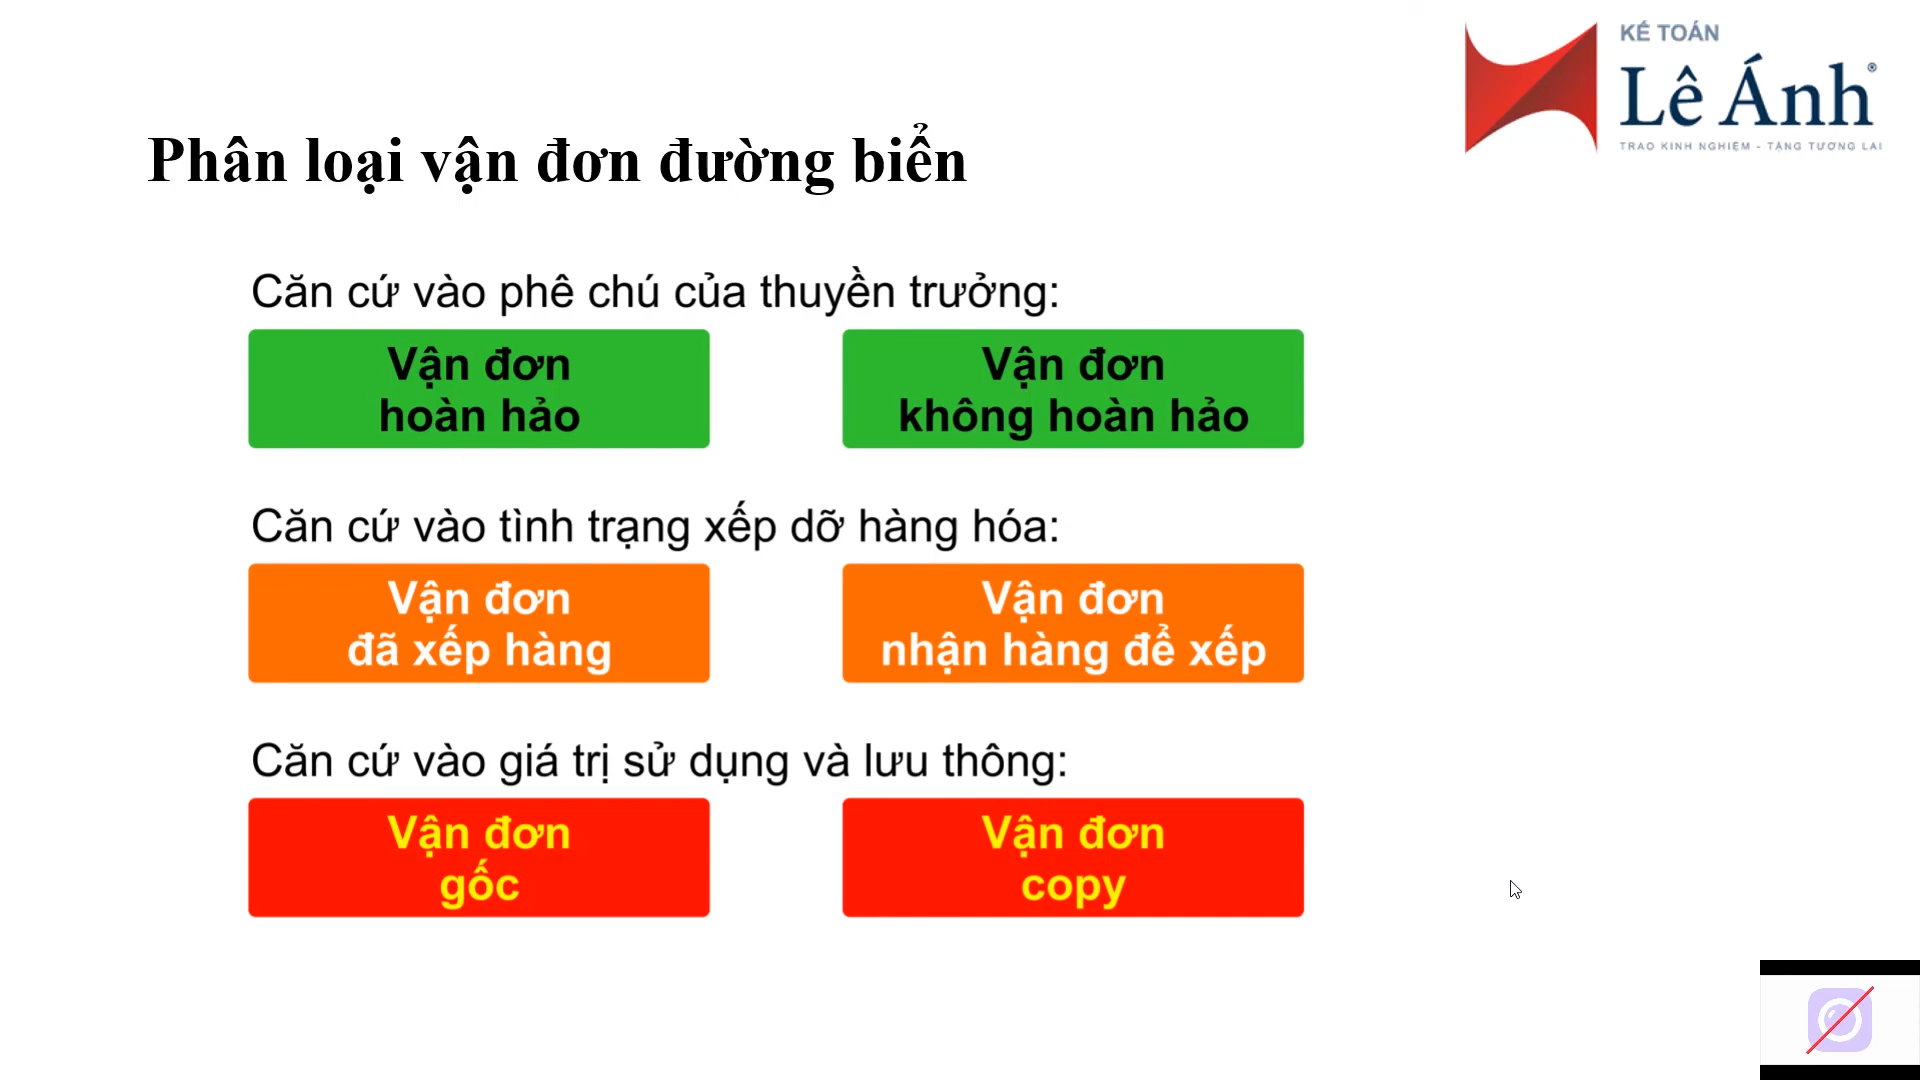 KẾ TOÁN
Lê Ánh®
TRAO KINH NGHIỆM - TẶNG TƯƠNG LAI
Phân loại vận đơn đường biển
Căn cứ vào phê chú của thuyền trưởng:
Vận đơn
hoàn hảo
Vận đơn
không hoàn hảo
Căn cứ vào tình trạng xếp dỡ hàng hóa:
Vận đơn
đã xếp hàng
Vận đơn
nhận hàng để xếp
Căn cứ vào giá trị sử dụng và lưu thông:
Vận đơn
gốc
Vận đơn
copy